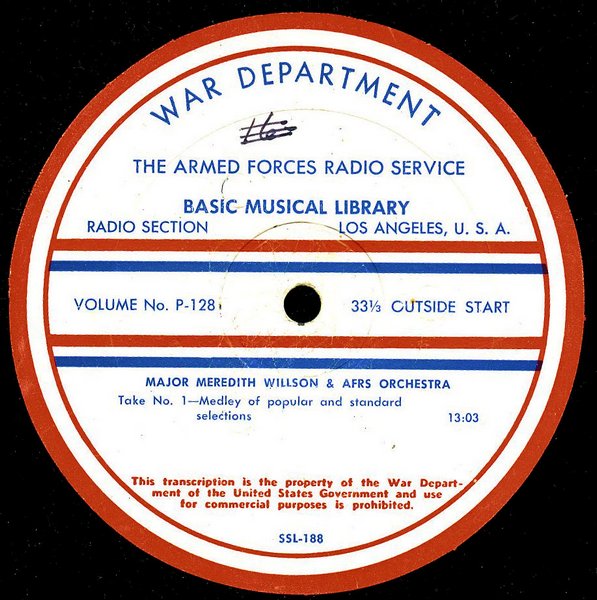 WAR DEPARTMENT
THE ARMED FORCES RADIO SERVICE
BASIC MUSICAL LIBRARY
RADIO SECTION LOS ANGELES, U. S. A.
VOLUME No. P-128 33⅓ OUTSIDE START
MAJOR MEREDITH WILLSON & AFRS ORCHESTRA
Take No. 1—Medley of popular and standard
selections 13:03
This transcription is the property of the War Depart-
ment of the United States Government and use
for commercial purposes is prohibited.
SSL-188